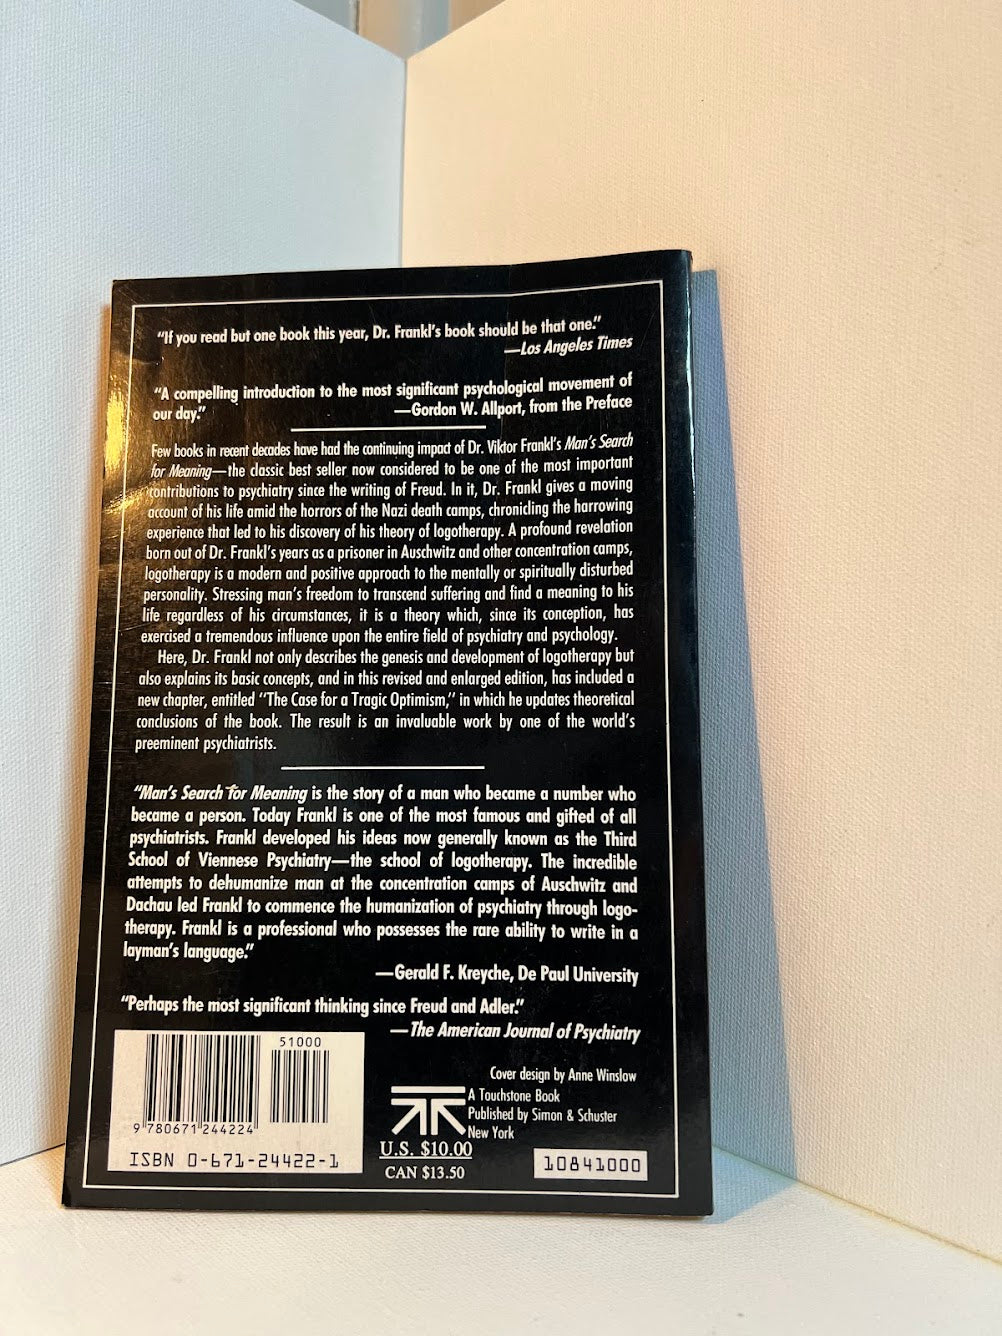 “If you read but one book this year, Dr. Frankl’s book should be that one.”
—Los Angeles Times
“A compelling introduction to the most significant psychological movement of
our day.” —Gordon W. Allport, from the Preface
Few books in recent decades have had the continuing impact of Dr. Viktor Frankl’s Man’s Search
for Meaning—the classic best seller now considered to be one of the most important
contributions to psychiatry since the writing of Freud. In it, Dr. Frankl gives a moving
account of his life amid the horrors of the Nazi death camps, chronicling the harrowing
experience that led to his discovery of his theory of logotherapy. A profound revelation
born out of Dr. Frankl’s years as a prisoner in Auschwitz and other concentration camps,
logotherapy is a modern and positive approach to the mentally or spiritually disturbed
personality. Stressing man’s freedom to transcend suffering and find a meaning to his
life regardless of his circumstances, it is a theory which, since its conception, has
exercised a tremendous influence upon the entire field of psychiatry and psychology.
Here, Dr. Frankl not only describes the genesis and development of logotherapy but
also explains its basic concepts, and in this revised and enlarged edition, has included a
new chapter, entitled “The Case for a Tragic Optimism,” in which he updates theoretical
conclusions of the book. The result is an invaluable work by one of the world’s
preeminent psychiatrists.
“Man’s Search for Meaning is the story of a man who became a number who
became a person. Today Frankl is one of the most famous and gifted of all
psychiatrists. Frankl developed his ideas now generally known as the Third
School of Viennese Psychiatry—the school of logotherapy. The incredible
attempts to dehumanize man at the concentration camps of Auschwitz and
Dachau led Frankl to commence the humanization of psychiatry through logo-
therapy. Frankl is a professional who possesses the rare ability to write in a
layman’s language.”
—Gerald F. Kreyche, De Paul University
“Perhaps the most significant thinking since Freud and Adler.”
—The American Journal of Psychiatry
51000
9 780671 244224
ISBN 0-671-24422-1
Cover design by Anne Winslow
A Touchstone Book
Published by Simon & Schuster
New York
U.S. $10.00
CAN $13.50
10841000